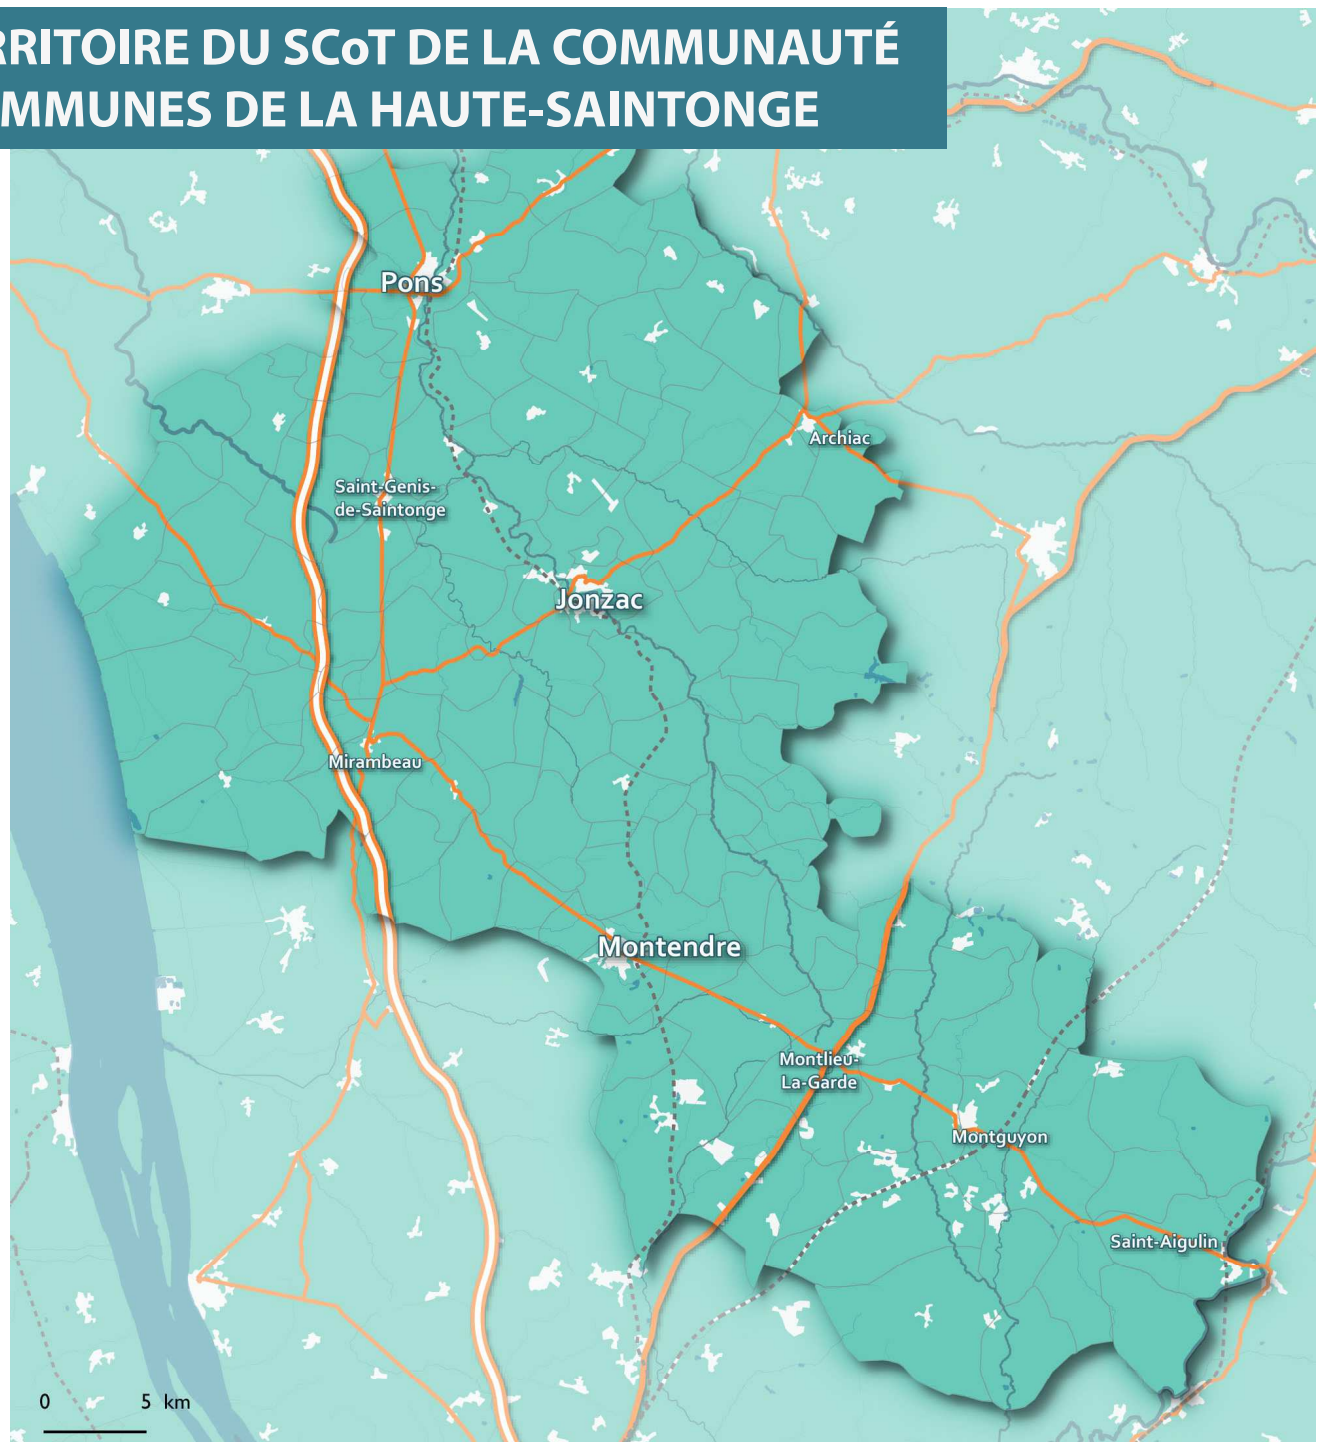 RRITOIRE DU SCoT DE LA COMMUNAUTÉ
MMUNES DE LA HAUTE-SAINTONGE
Pons
Archiac
Saint-Genis-
de-Saintonge
Jonzac
Mirambeau
Montendre
Montlieu-
La-Garde
Montguyon
Saint-Aigulin
0 5 km